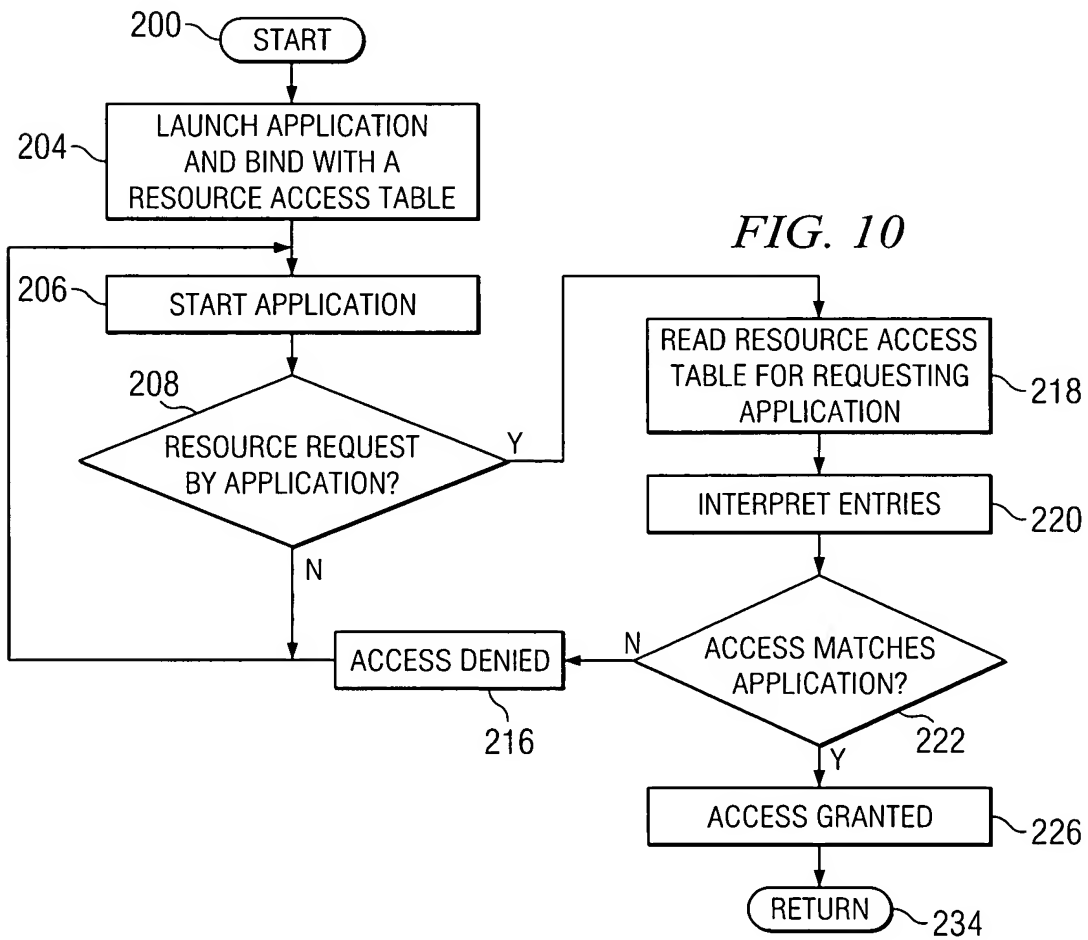 200
START
204
LAUNCH APPLICATION
AND BIND WITH A
RESOURCE ACCESS TABLE
FIG. 10
206
START APPLICATION
208
RESOURCE REQUEST
BY APPLICATION?
Y
N
READ RESOURCE ACCESS
TABLE FOR REQUESTING
APPLICATION
218
INTERPRET ENTRIES
220
ACCESS MATCHES
APPLICATION?
222
N
ACCESS DENIED
216
Y
ACCESS GRANTED
226
RETURN
234